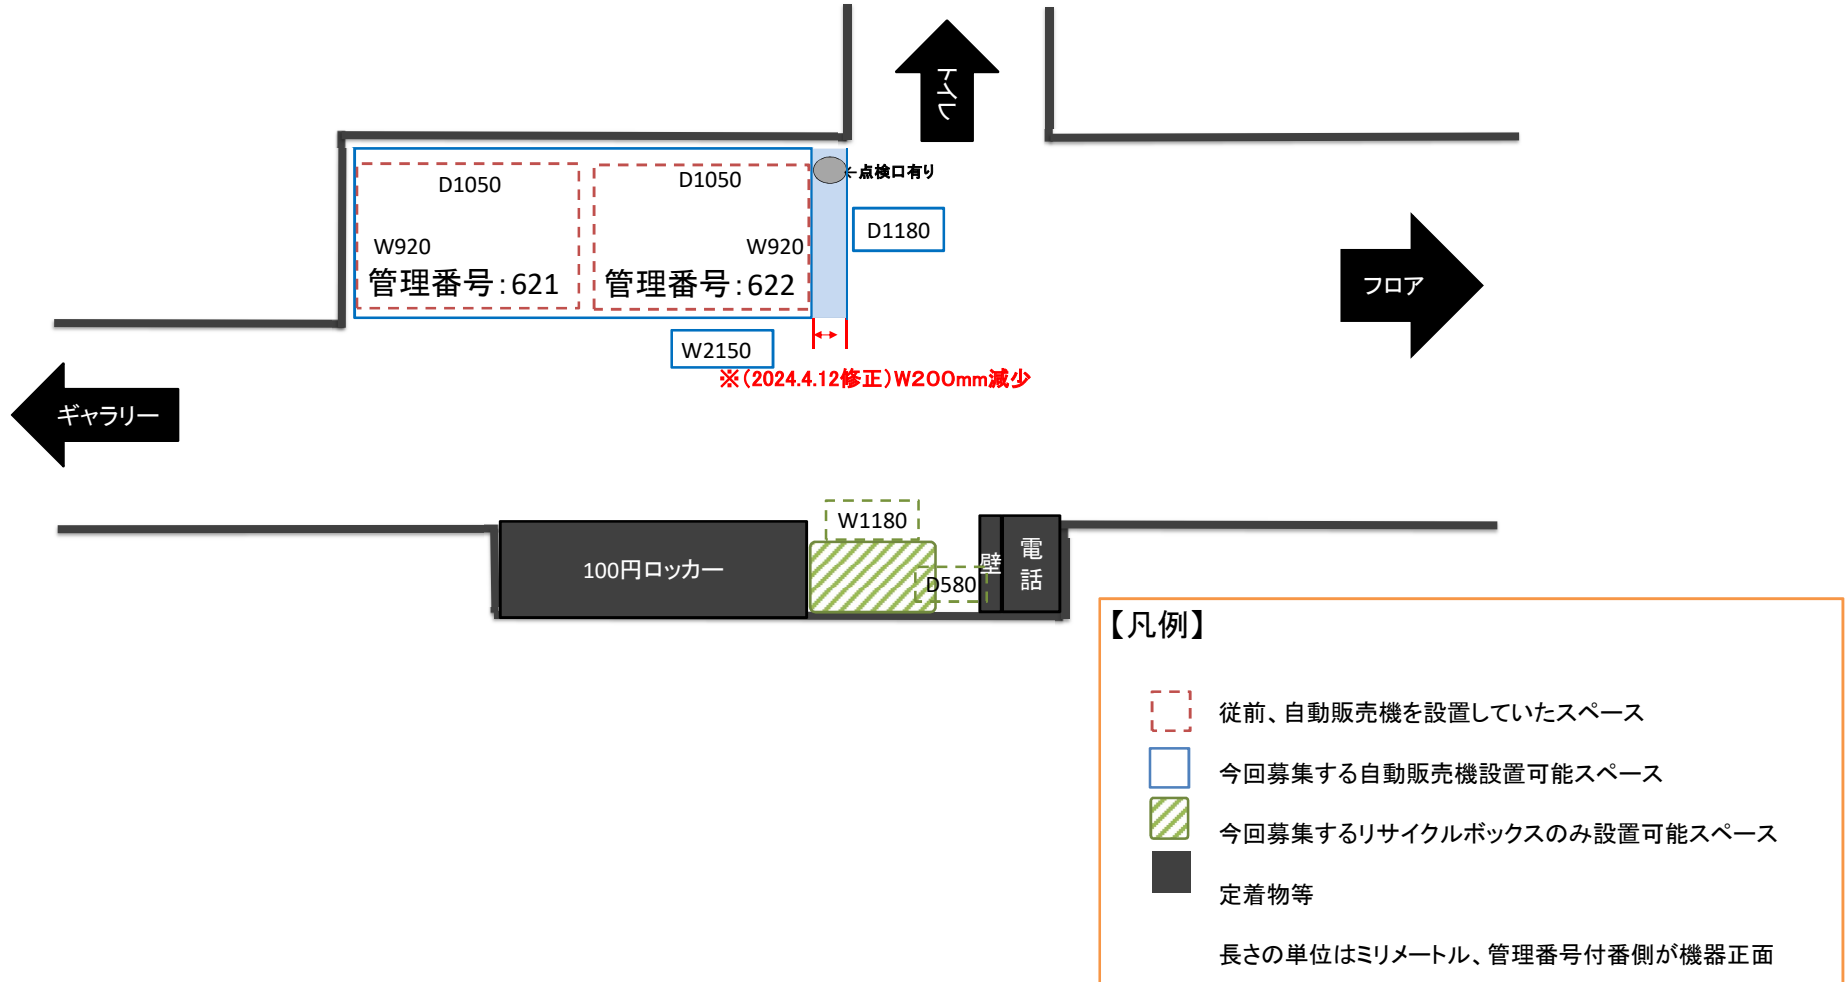 トイレ
←点検口有り
D1050
D1050
D1180
W920
W920
管理番号:621
管理番号:622
フロア
W2150
※(2024.4.12修正)W200mm減少
ギャラリー
W1180
100円ロッカー
D580
壁
電話
【凡例】
従前、自動販売機を設置していたスペース
今回募集する自動販売機設置可能スペース
今回募集するリサイクルボックスのみ設置可能スペース
定着物等
長さの単位はミリメートル、管理番号付番側が機器正面